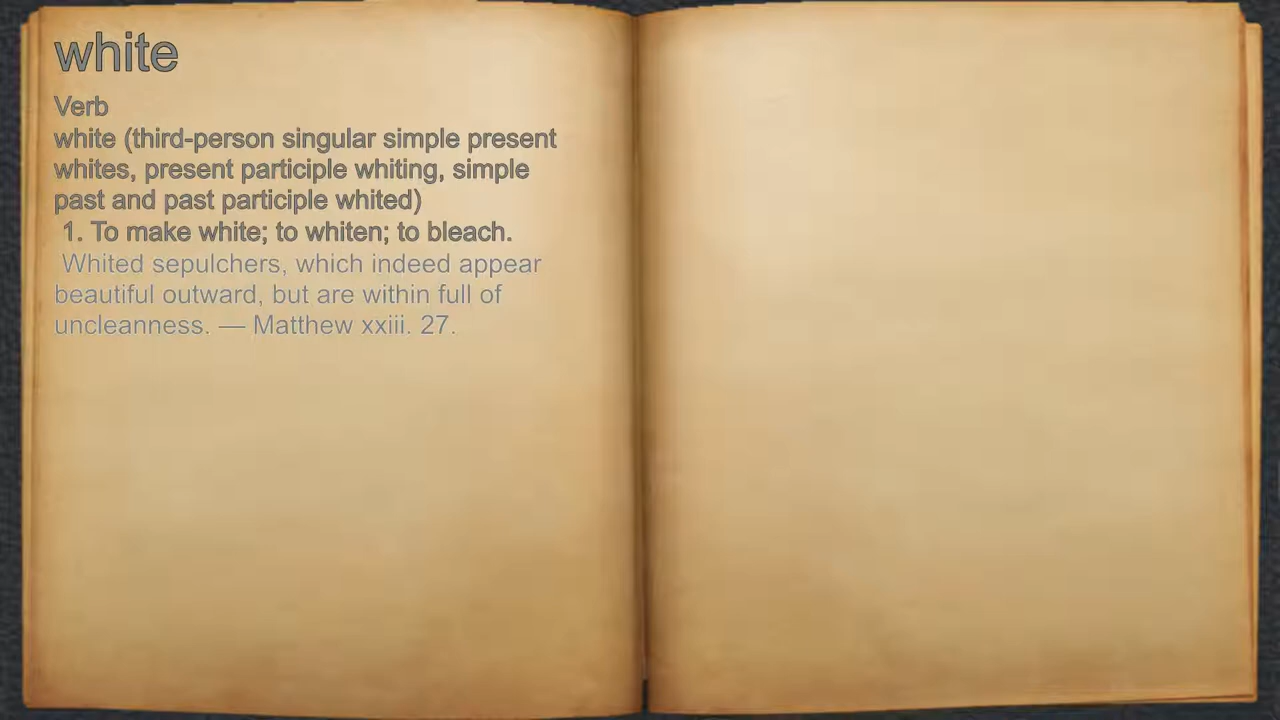 white
Verb
white (third-person singular simple present
whites, present participle whiting, simple
past and past participle whited)
1. To make white; to whiten; to bleach.
Whited sepulchers, which indeed appear
beautiful outward, but are within full of
uncleanness. — Matthew xxiii. 27.